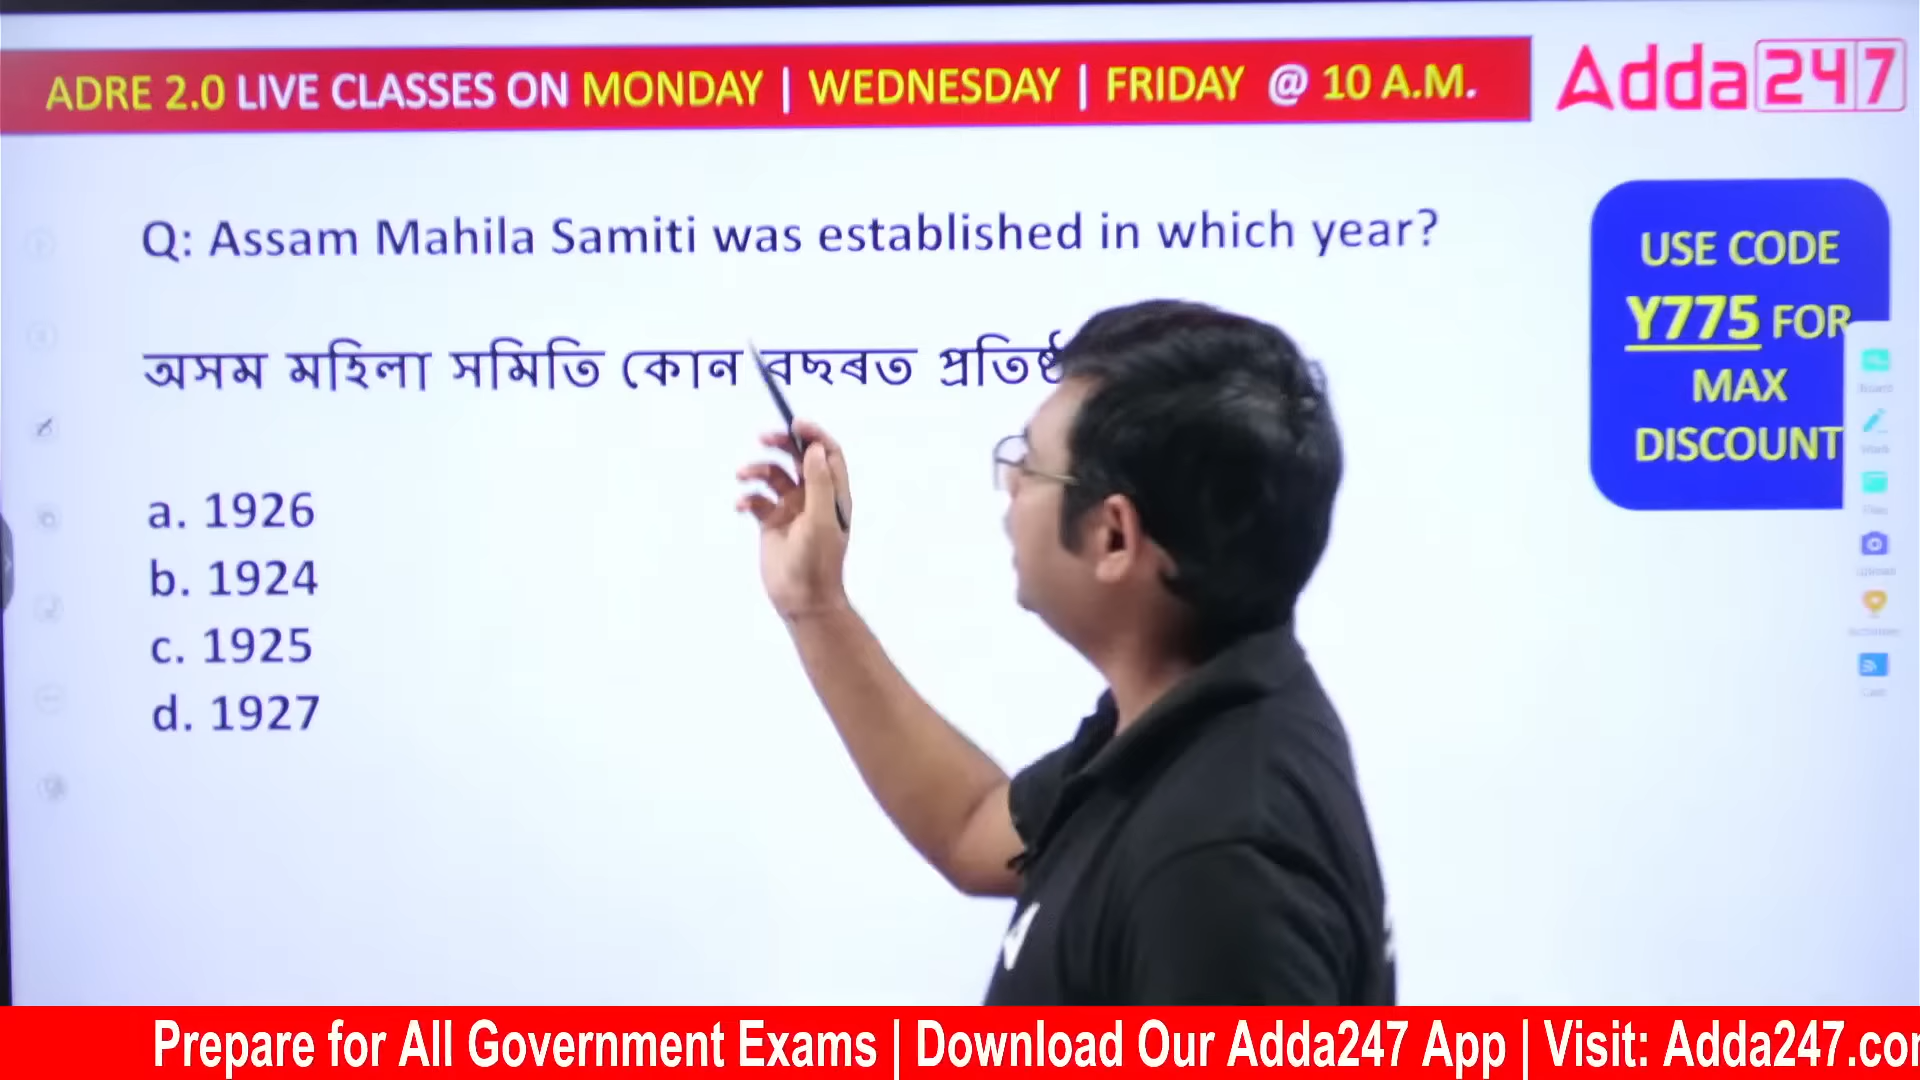 ADRE 2.0 LIVE CLASSES ON MONDAY | WEDNESDAY | FRIDAY @ 10 A.M.
Adda247
Q: Assam Mahila Samiti was established in which year?
অসম মহিলা সমিতি কোন বছৰত
a. 1926
b. 1924
c. 1925
d. 1927
USE CODE
Y775 FOR
MAX
DISCOUNT
Prepare for All Government Exams | Download Our Adda247 App | Visit: Adda247.co